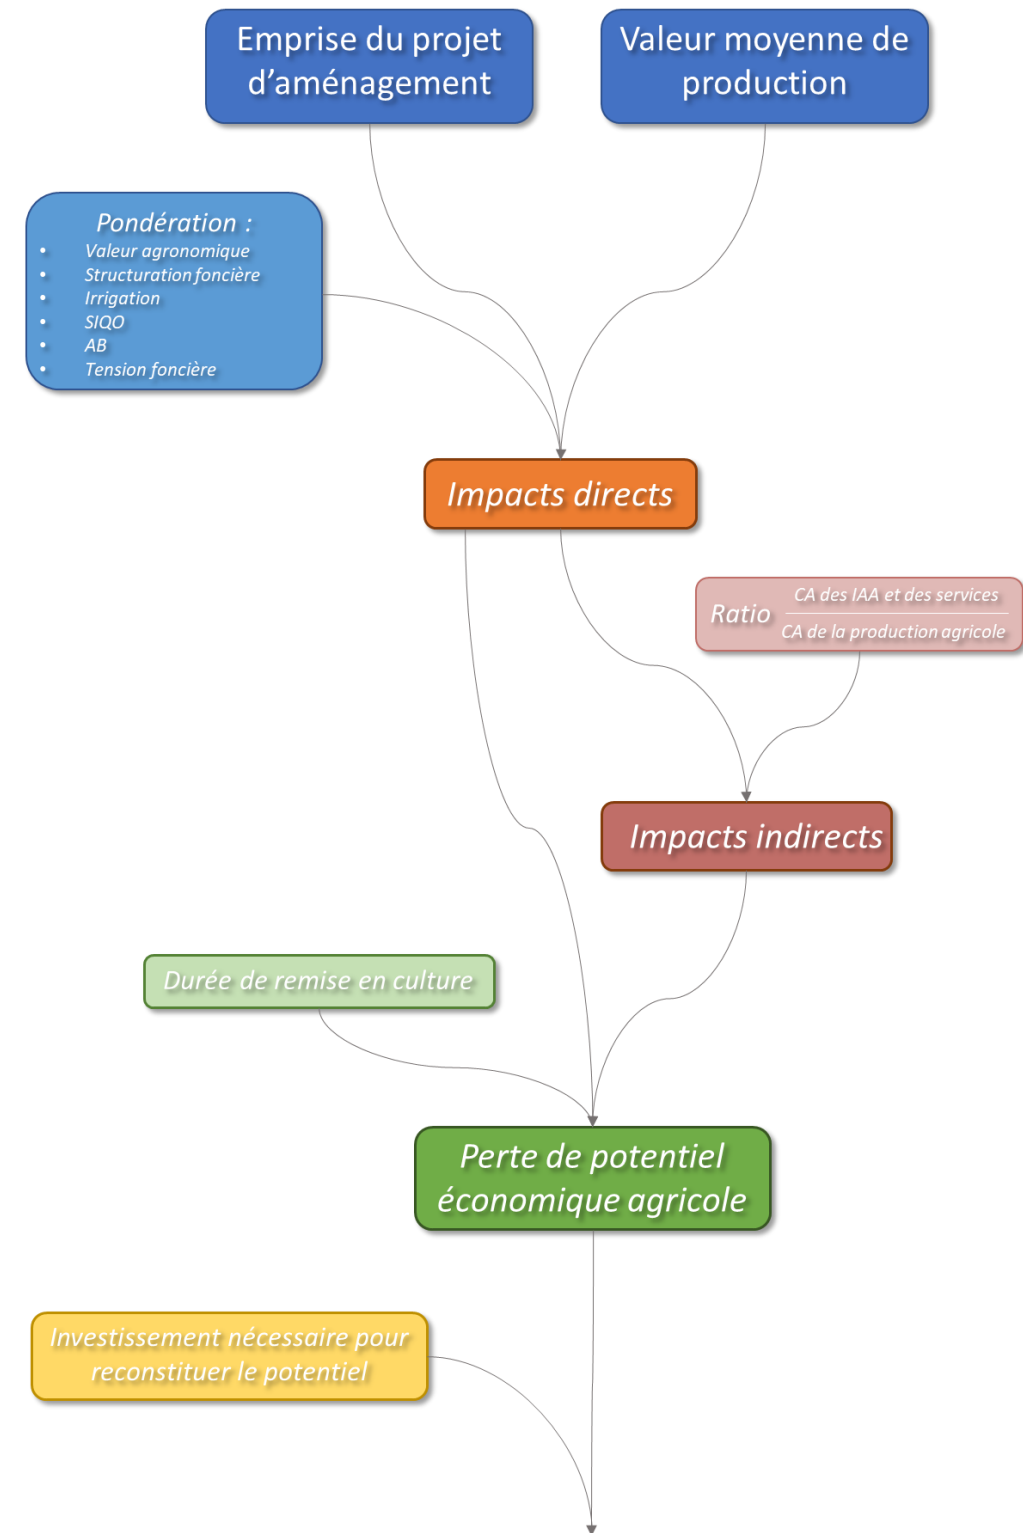 Emprise du projet
d’aménagement
Valeur moyenne de
production
Pondération :
• Valeur agronomique
• Structuration foncière
• Irrigation
• SIQO
• AB
• Tension foncière
Impacts directs
Ratio
CA des IAA et des services
CA de la production agricole
Impacts indirects
Durée de remise en culture
Perte de potentiel
économique agricole
Investissement nécessaire pour
reconstituer le potentiel